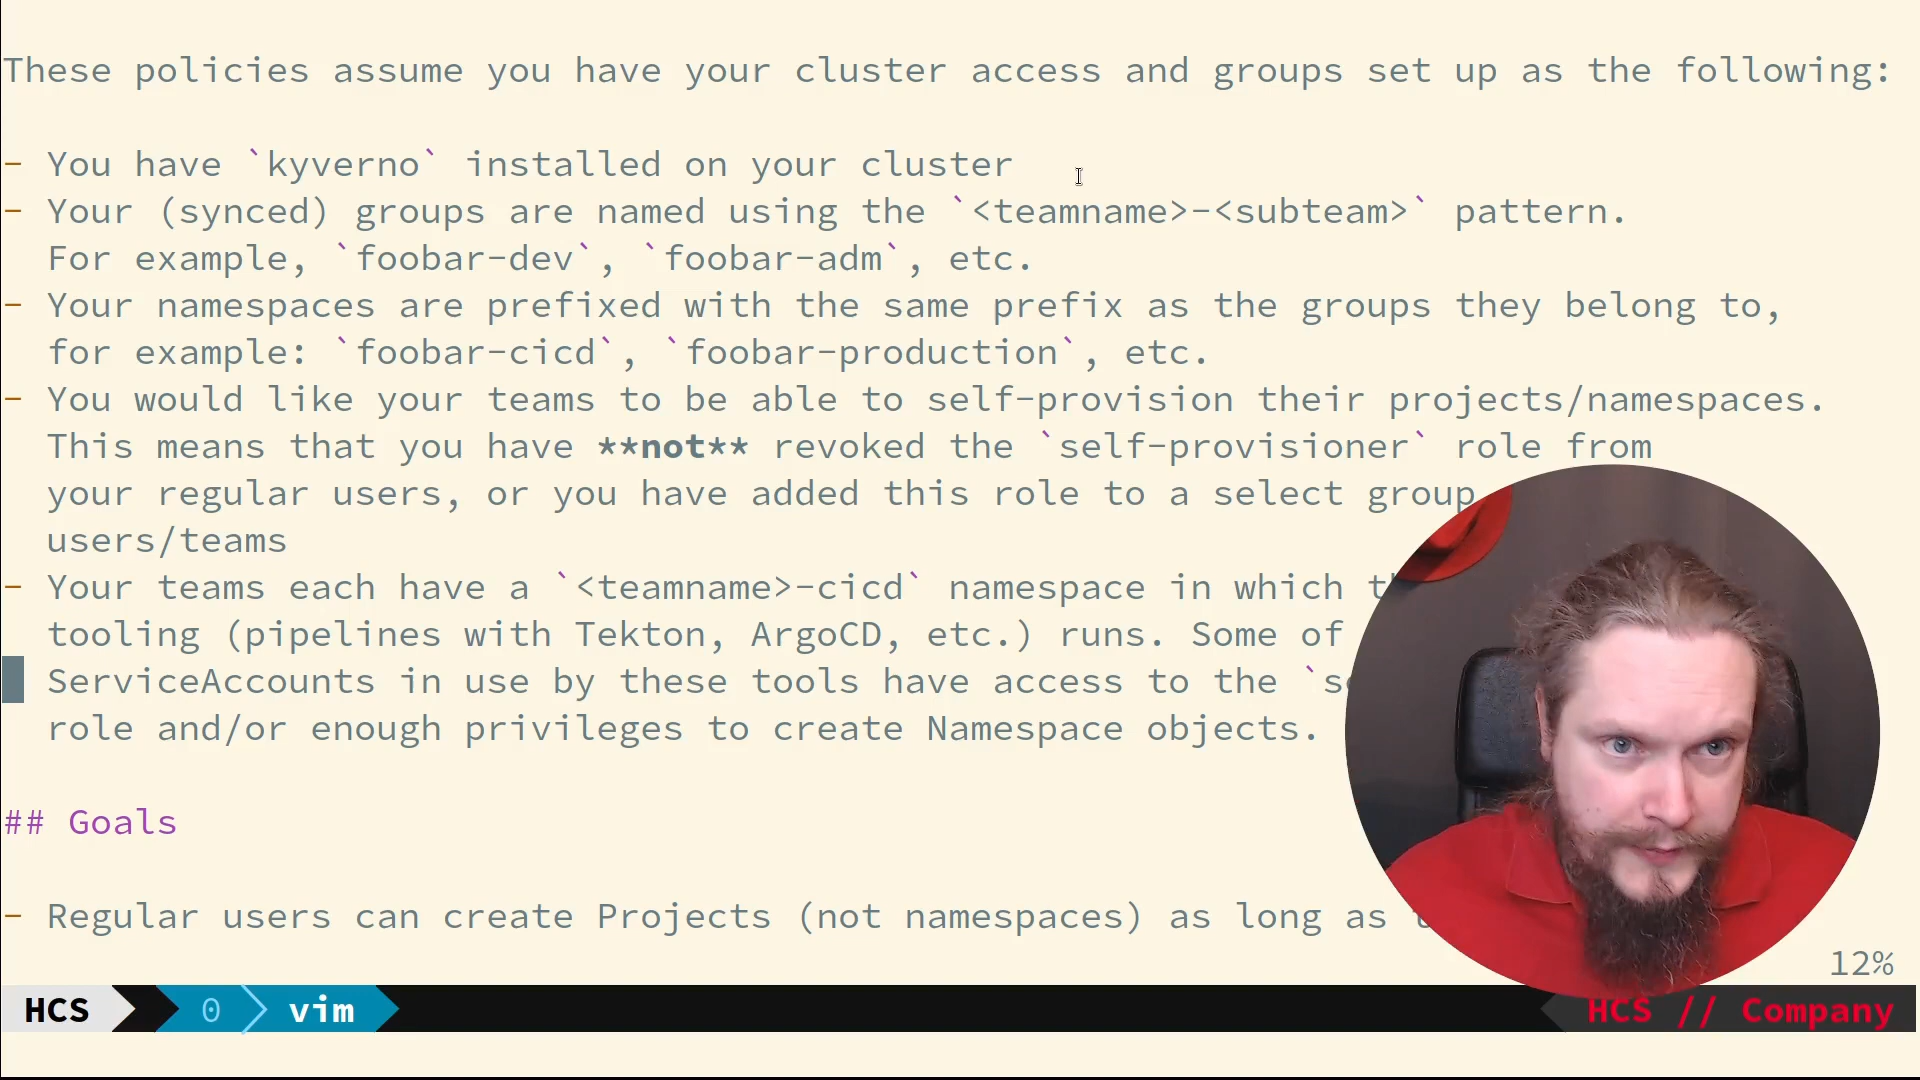 These policies assume you have your cluster access and groups set up as the following:
- You have `kyverno` installed on your cluster
- Your (synced) groups are named using the `<teamname>-<subteam>` pattern.
For example, `foobar-dev`, `foobar-adm`, etc.
- Your namespaces are prefixed with the same prefix as the groups they belong to,
for example: `foobar-cicd`, `foobar-production`, etc.
- You would like your teams to be able to self-provision their projects/namespaces.
This means that you have **not** revoked the `self-provisioner` role from
your regular users, or you have added this role to a select group
users/teams
- Your teams each have a `<teamname>-cicd` namespace in which
tooling (pipelines with Tekton, ArgoCD, etc.) runs. Some of
ServiceAccounts in use by these tools have access to the
role and/or enough privileges to create Namespace objects.
## Goals
- Regular users can create Projects (not namespaces) as long as
12%
HCS 0 vim HCS // Company